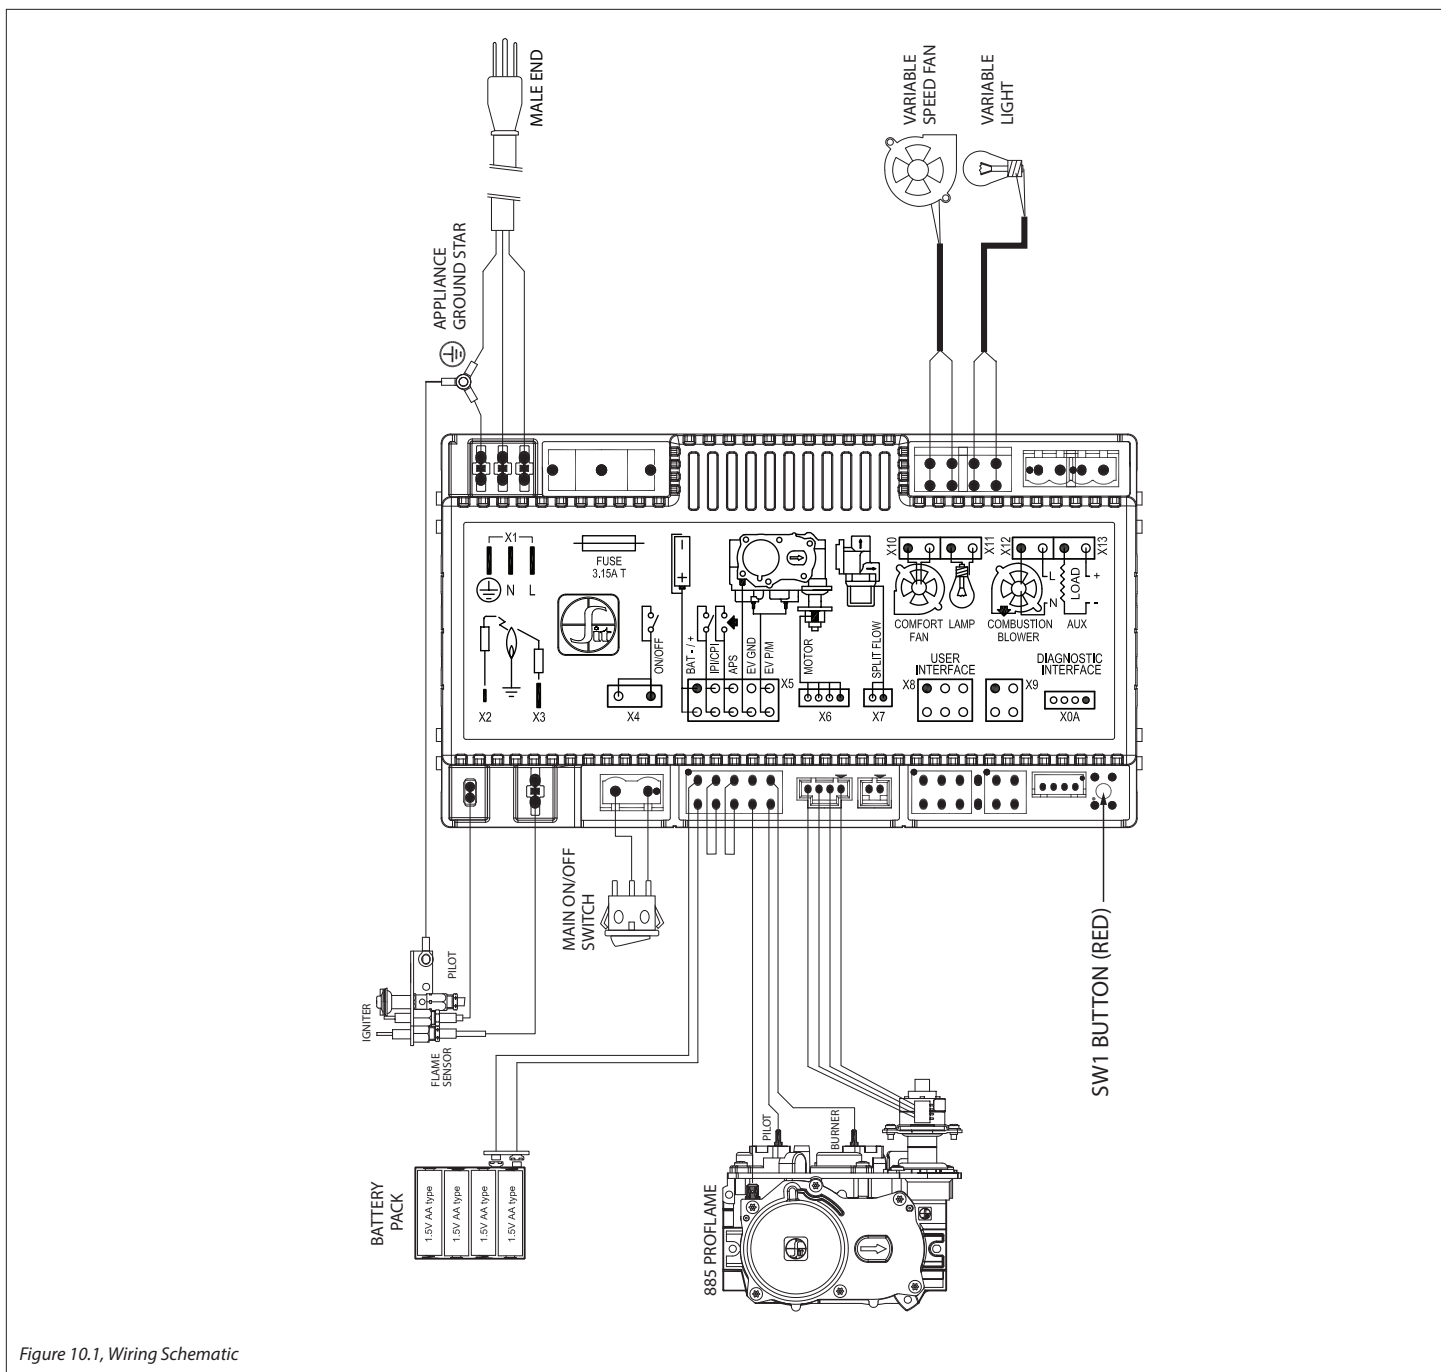 MALE END
VARIABLE
SPEED FAN
VARIABLE
LIGHT
APPLIANCE
GROUND STAR
X1
N
L
FUSE
3,15A T
-
+
X10
X11
X12
X13
L
N
LOAD
+
-
COMFORT
FAN
LAMP
COMBUSTION
BLOWER
AUX
Sit
ON/OFF
BAT - / +
IPI/CPI
APS
EV GND
EV P/M
MOTOR
SPLIT FLOW
USER
INTERFACE
DIAGNOSTIC
INTERFACE
X2
X3
X4
X5
X6
X7
X8
X9
X0A
MAIN ON/OFF
SWITCH
SW1 BUTTON (RED)
IGNITER
PILOT
FLAME
SENSOR
BATTERY
PACK
1.5V AA type
1.5V AA type
1.5V AA type
1.5V AA type
PILOT
BURNER
885 PROFLAME
Figure 10.1, Wiring Schematic